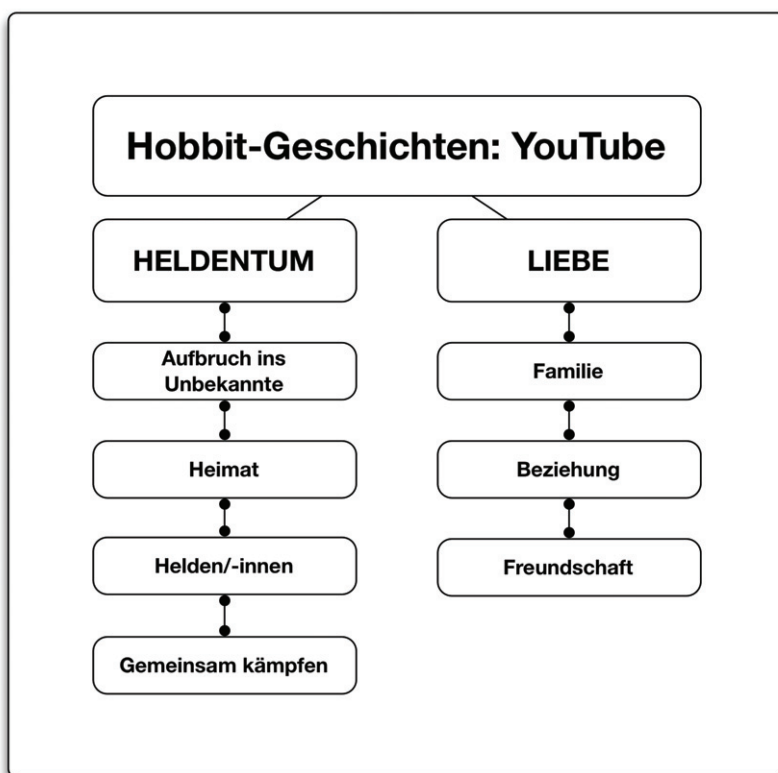 Hobbit-Geschichten: YouTube
HELDENTUM
Aufbruch ins
Unbekannte
Heimat
Helden/-innen
Gemeinsam kämpfen
LIEBE
Familie
Beziehung
Freundschaft